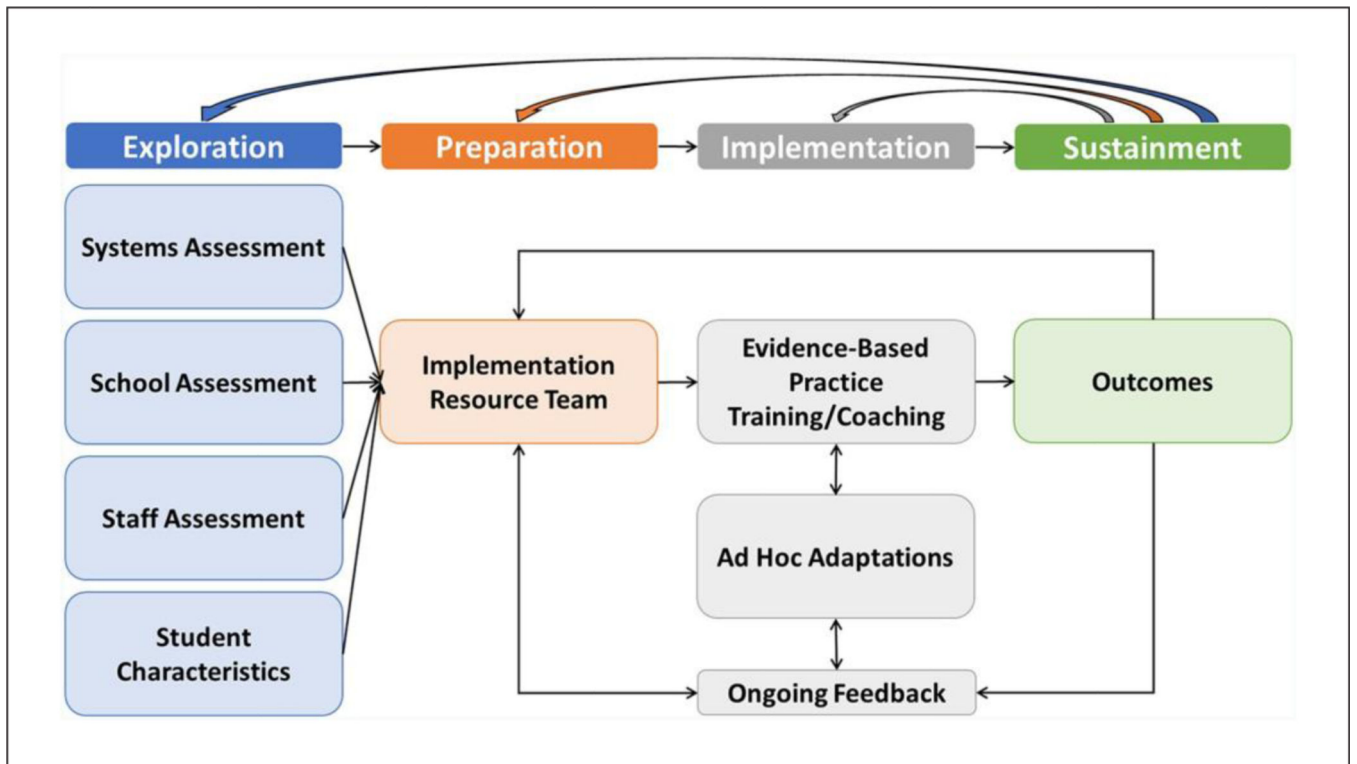 Exploration
Preparation
Implementation
Sustainment
Systems Assessment
School Assessment
Staff Assessment
Student
Characteristics
Implementation
Resource Team
Evidence-Based
Practice
Training/Coaching
Ad Hoc Adaptations
Ongoing Feedback
Outcomes